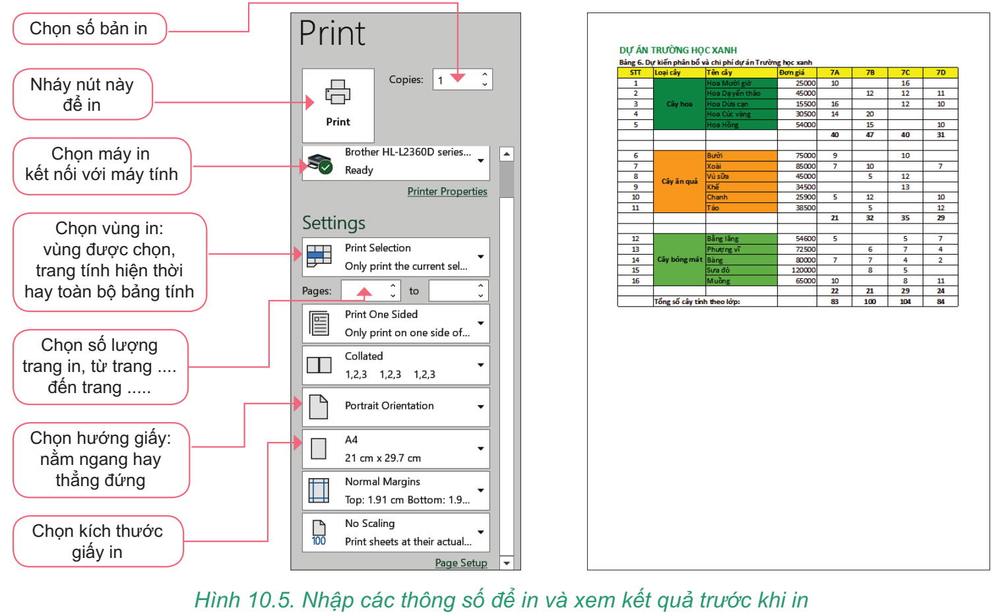 Chọn số bản in
Nháy nút này
để in
Chọn máy in
kết nối với máy tính
Chọn vùng in:
vùng được chọn,
trang tính hiện thời
hay toàn bộ bảng tính
Chọn số lượng
trang in, từ trang ....
đến trang .....
Chọn hướng giấy:
nằm ngang hay
thẳng đứng
Chọn kích thước
giấy in
Print
Copies: 1
Print
Brother HL-L2360D series...
Ready
Printer Properties
Settings
Print Selection
Only print the current sel...
Pages: to
Print One Sided
Only print on one side of...
Collated
1,2,3 1,2,3 1,2,3
Portrait Orientation
A4
21 cm x 29.7 cm
Normal Margins
Top: 1.91 cm Bottom: 1.9...
No Scaling
100 Print sheets at their actual...
Page Setup
DỰ ÁN TRƯỜNG HỌC XANH
Bảng 6. Dự kiến phân bổ và chi phí dự án Trường học xanh
STT Loại cây Tên cây Đơn giá 7A 7B 7C 7D
1 Hoa Mười giờ 25000 10 16
2 Hoa Dạ yến thảo 45000 12 12 11
3 Cây hoa Hoa Dừa cạn 15500 16 12 10
4 Hoa Cúc vàng 30500 14 20
5 Hoa Hồng 54000 15 10
40 47 40 31
6 Bưởi 75000 9 10
7 Xoài 85000 7 10 7
8 Vú sữa 45000 5 12
Cây ăn quả
9 Khế 34500 13
10 Chanh 25900 5 12 10
11 Táo 38500 5 12
21 32 35 29
12 Bằng lăng 54600 5 5 7
13 Phượng vĩ 72500 6 7 4
14 Cây bóng mát Bàng 80000 7 7 4 2
15 Sưa đỏ 120000 8 5
16 Muồng 65000 10 8 11
22 21 29 24
Tổng số cây tính theo lớp: 83 100 104 84
Hình 10.5. Nhập các thông số để in và xem kết quả trước khi in